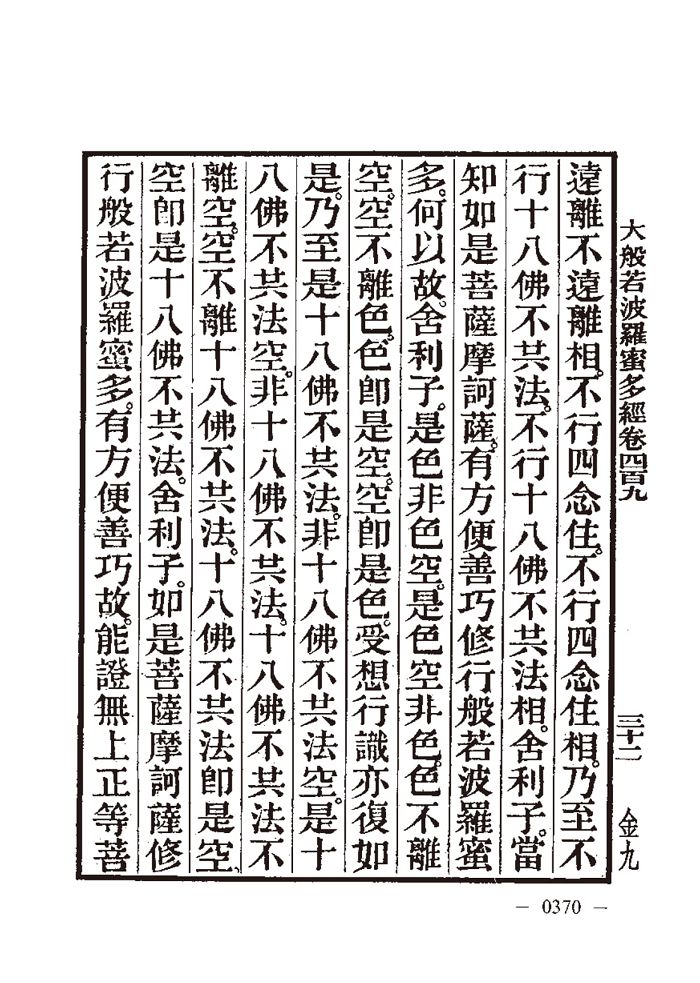 大般若波羅蜜多經卷四百九
三十二
金九
遠離不遠離相。不行四念住。不行四念住相。乃至不
行十八佛不共法。不行十八佛不共法相。舍利子。當
知如是菩薩摩訶薩。有方便善巧修行般若波羅蜜
多。何以故。舍利子。是色非色空。是色空非色。色不離
空。空不離色。色卽是空。空卽是色。受想行識亦復如
是。乃至是十八佛不共法。非十八佛不共法空。是十
八佛不共法空。非十八佛不共法。十八佛不共法不
離空。空不離十八佛不共法。十八佛不共法卽是空。
空卽是十八佛不共法。舍利子。如是菩薩摩訶薩修
行般若波羅蜜多。有方便善巧故。能證無上正等菩
— 0370 —